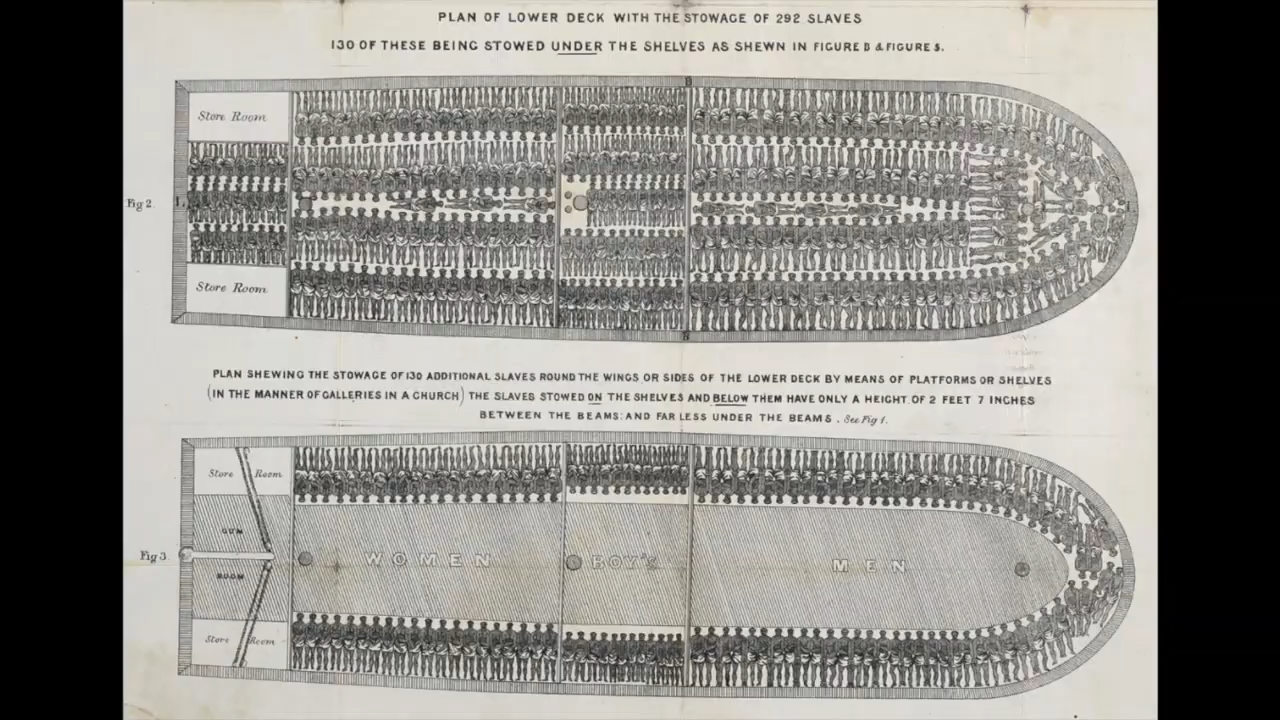 PLAN OF LOWER DECK WITH THE STOWAGE OF 292 SLAVES
130 OF THESE BEING STOWED UNDER THE SHELVES AS SHEWN IN FIGURE B & FIGURE 5.
B
Store Room
Fig 2.
Store Room
B
PLAN SHEWING THE STOWAGE OF 130 ADDITIONAL SLAVES ROUND THE WINGS OR SIDES OF THE LOWER DECK BY MEANS OF PLATFORMS OR SHELVES
(IN THE MANNER OF GALLERIES IN A CHURCH) THE SLAVES STOWED ON THE SHELVES AND BELOW THEM HAVE ONLY A HEIGHT OF 2 FEET 7 INCHES
BETWEEN THE BEAMS: AND FAR LESS UNDER THE BEAMS. See Fig 1.
Store Room
GUN
Fig 3.
WOMEN BOY'S MEN
ROOM
Store Room